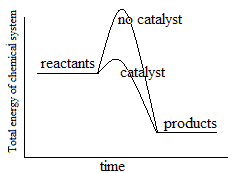 no catalyst
reactants
catalyst
products
Total energy of chemical system
time